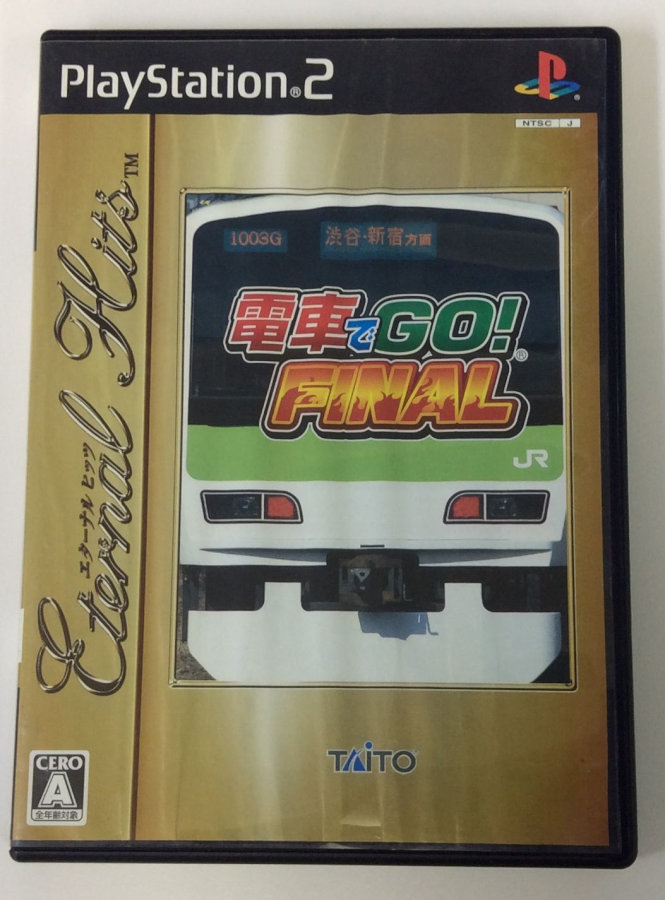 PlayStation®2
NTSC J
Eternal Hits™
エターナル ヒッツ
1003G 渋谷・新宿方面
電車でGO!
FINAL®
JR
TAITO
CERO
A
全年齢対象